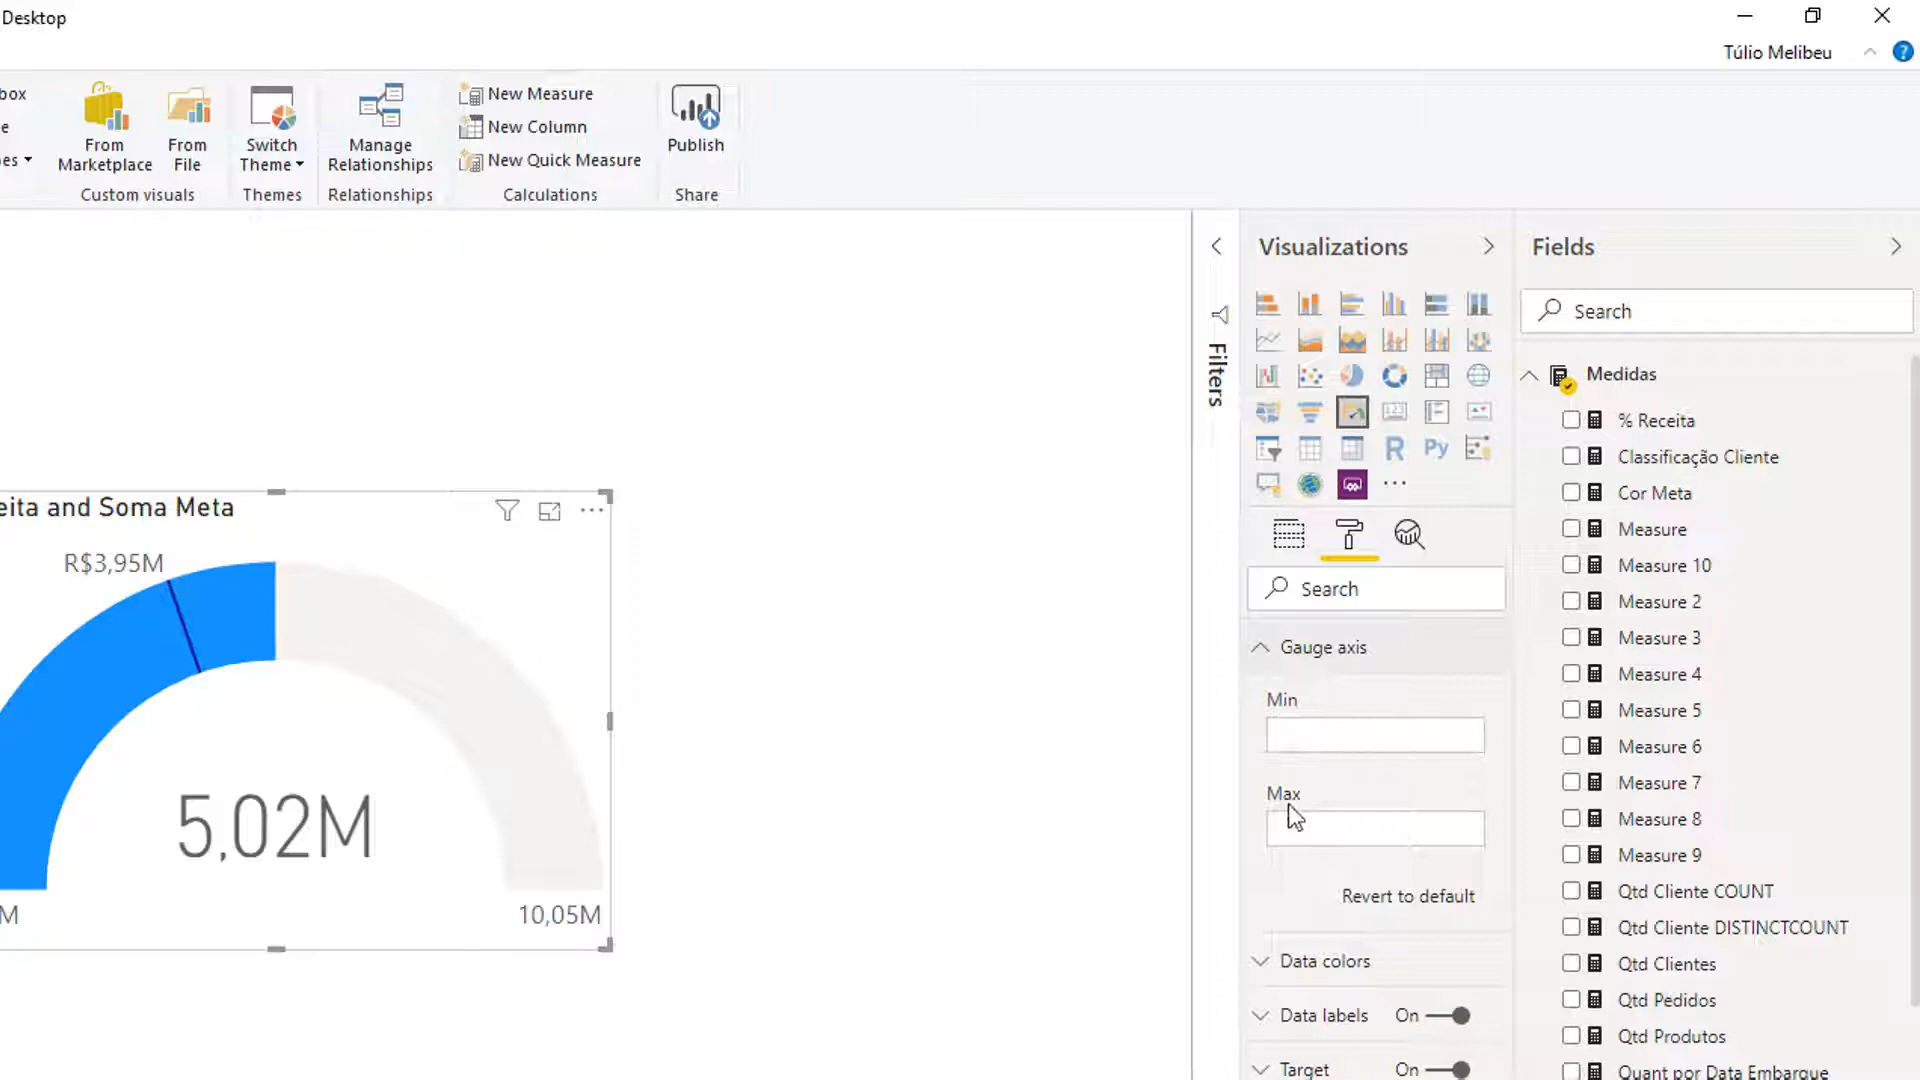 Desktop
Túlio Melibeu
?
box
e
es
From
Marketplace
From
File
Custom visuals
Switch
Theme
Themes
Manage
Relationships
Relationships
New Measure
New Column
New Quick Measure
Calculations
Publish
Share
eita and Soma Meta
R$3,95M
5,02M
M
10,05M
Filters
Visualizations
R
Py
Search
Gauge axis
Min
Max
Revert to default
Data colors
Data labels On
Target On
Fields
Search
Medidas
% Receita
Classificação Cliente
Cor Meta
Measure
Measure 10
Measure 2
Measure 3
Measure 4
Measure 5
Measure 6
Measure 7
Measure 8
Measure 9
Qtd Cliente COUNT
Qtd Cliente DISTINCTCOUNT
Qtd Clientes
Qtd Pedidos
Qtd Produtos
Quant por Data Embarque